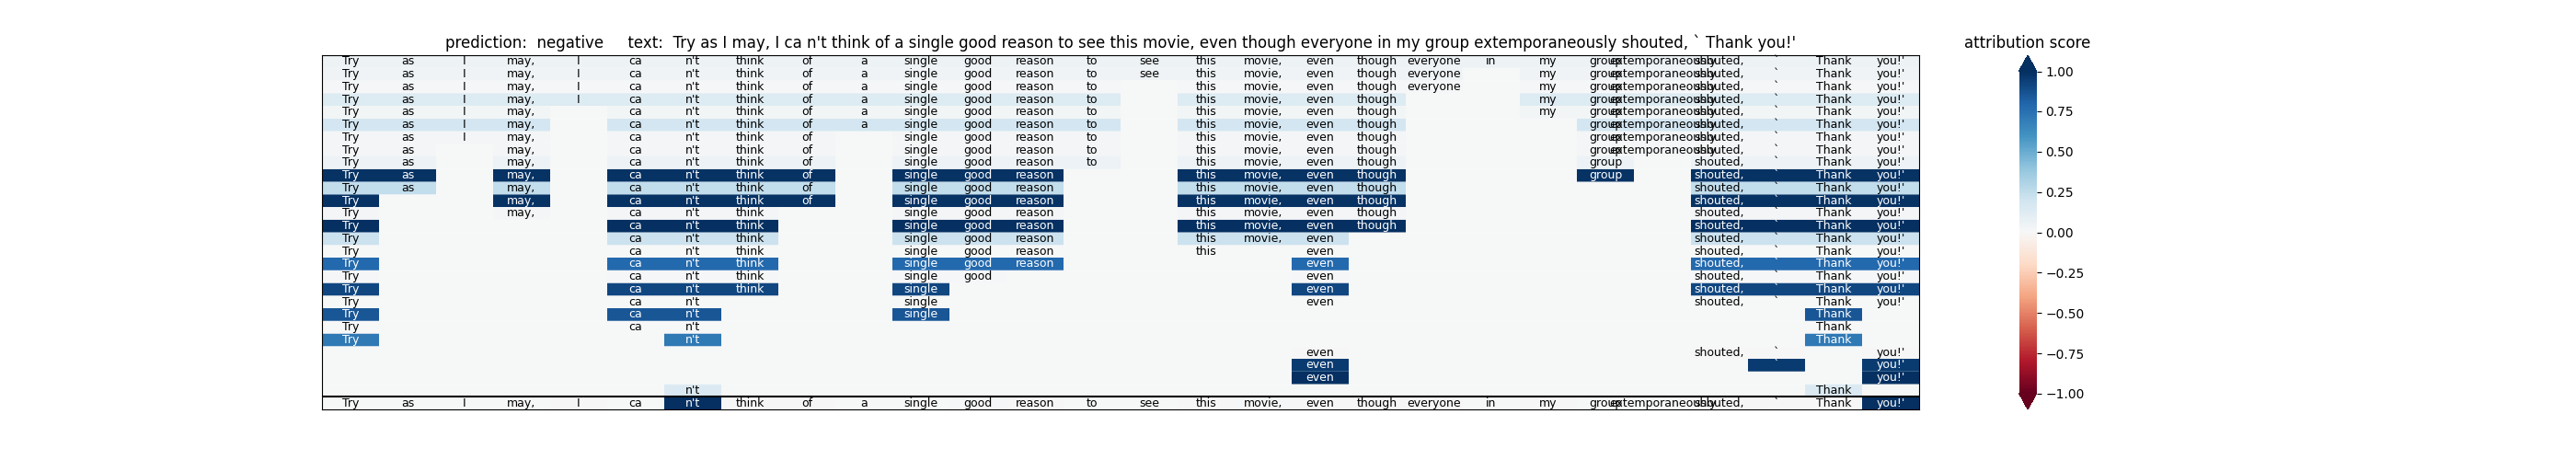 prediction: negative text: Try as I may, I ca n't think of a single good reason to see this movie, even though everyone in my group extemporaneously shouted, ` Thank you!' attribution score
Try as I may, I ca n't think of a single good reason to see this movie, even though everyone in my group extemporaneously shouted, ` Thank you!'
Try as I may, I ca n't think of a single good reason to see this movie, even though everyone my group extemporaneously shouted, ` Thank you!'
Try as I may, I ca n't think of a single good reason to this movie, even though everyone my group extemporaneously shouted, ` Thank you!'
Try as I may, I ca n't think of a single good reason to this movie, even though my group extemporaneously shouted, ` Thank you!'
Try as I may, ca n't think of a single good reason to this movie, even though my group extemporaneously shouted, ` Thank you!'
Try as I may, ca n't think of a single good reason to this movie, even though group extemporaneously shouted, ` Thank you!'
Try as I may, ca n't think of single good reason to this movie, even though group extemporaneously shouted, ` Thank you!'
Try as may, ca n't think of single good reason to this movie, even though group extemporaneously shouted, ` Thank you!'
Try as may, ca n't think of single good reason to this movie, even though group shouted, ` Thank you!'
Try as may, ca n't think of single good reason this movie, even though group shouted, ` Thank you!'
Try as may, ca n't think of single good reason this movie, even though shouted, ` Thank you!'
Try may, ca n't think of single good reason this movie, even though shouted, ` Thank you!'
Try may, ca n't think single good reason this movie, even though shouted, ` Thank you!'
Try ca n't think single good reason this movie, even though shouted, ` Thank you!'
Try ca n't think single good reason this movie, even shouted, ` Thank you!'
Try ca n't think single good reason this even shouted, ` Thank you!'
Try ca n't think single good reason even shouted, ` Thank you!'
Try ca n't think single good even shouted, ` Thank you!'
Try ca n't think single even shouted, ` Thank you!'
Try ca n't single even shouted, ` Thank you!'
Try ca n't single Thank
Try ca n't Thank
Try n't Thank
even shouted, ` you!'
even ` you!'
even you!'
n't Thank
Try as I may, I ca n't think of a single good reason to see this movie, even though everyone in my group extemporaneously shouted, ` Thank you!'
1.00
0.75
0.50
0.25
0.00
−0.25
−0.50
−0.75
−1.00